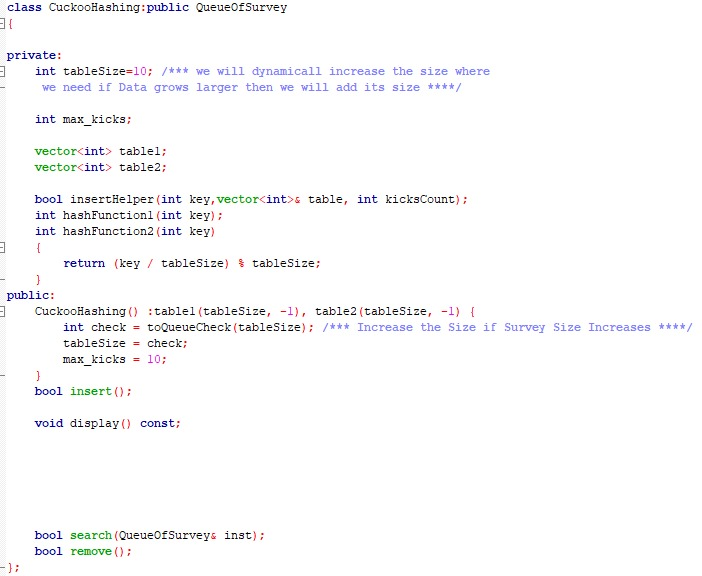 class CuckooHashing:public QueueOfSurvey
{
private:
int tableSize=10; /*** we will dynamicall increase the size where
we need if Data grows larger then we will add its size ****/
int max_kicks;
vector<int> table1;
vector<int> table2;
bool insertHelper(int key,vector<int>& table, int kicksCount);
int hashFunction1(int key);
int hashFunction2(int key)
{
return (key / tableSize) % tableSize;
}
public:
CuckooHashing() :table1(tableSize, -1), table2(tableSize, -1) {
int check = toQueueCheck(tableSize); /*** Increase the Size if Survey Size Increases ****/
tableSize = check;
max_kicks = 10;
}
bool insert();
void display() const;
bool search(QueueOfSurvey& inst);
bool remove();
};